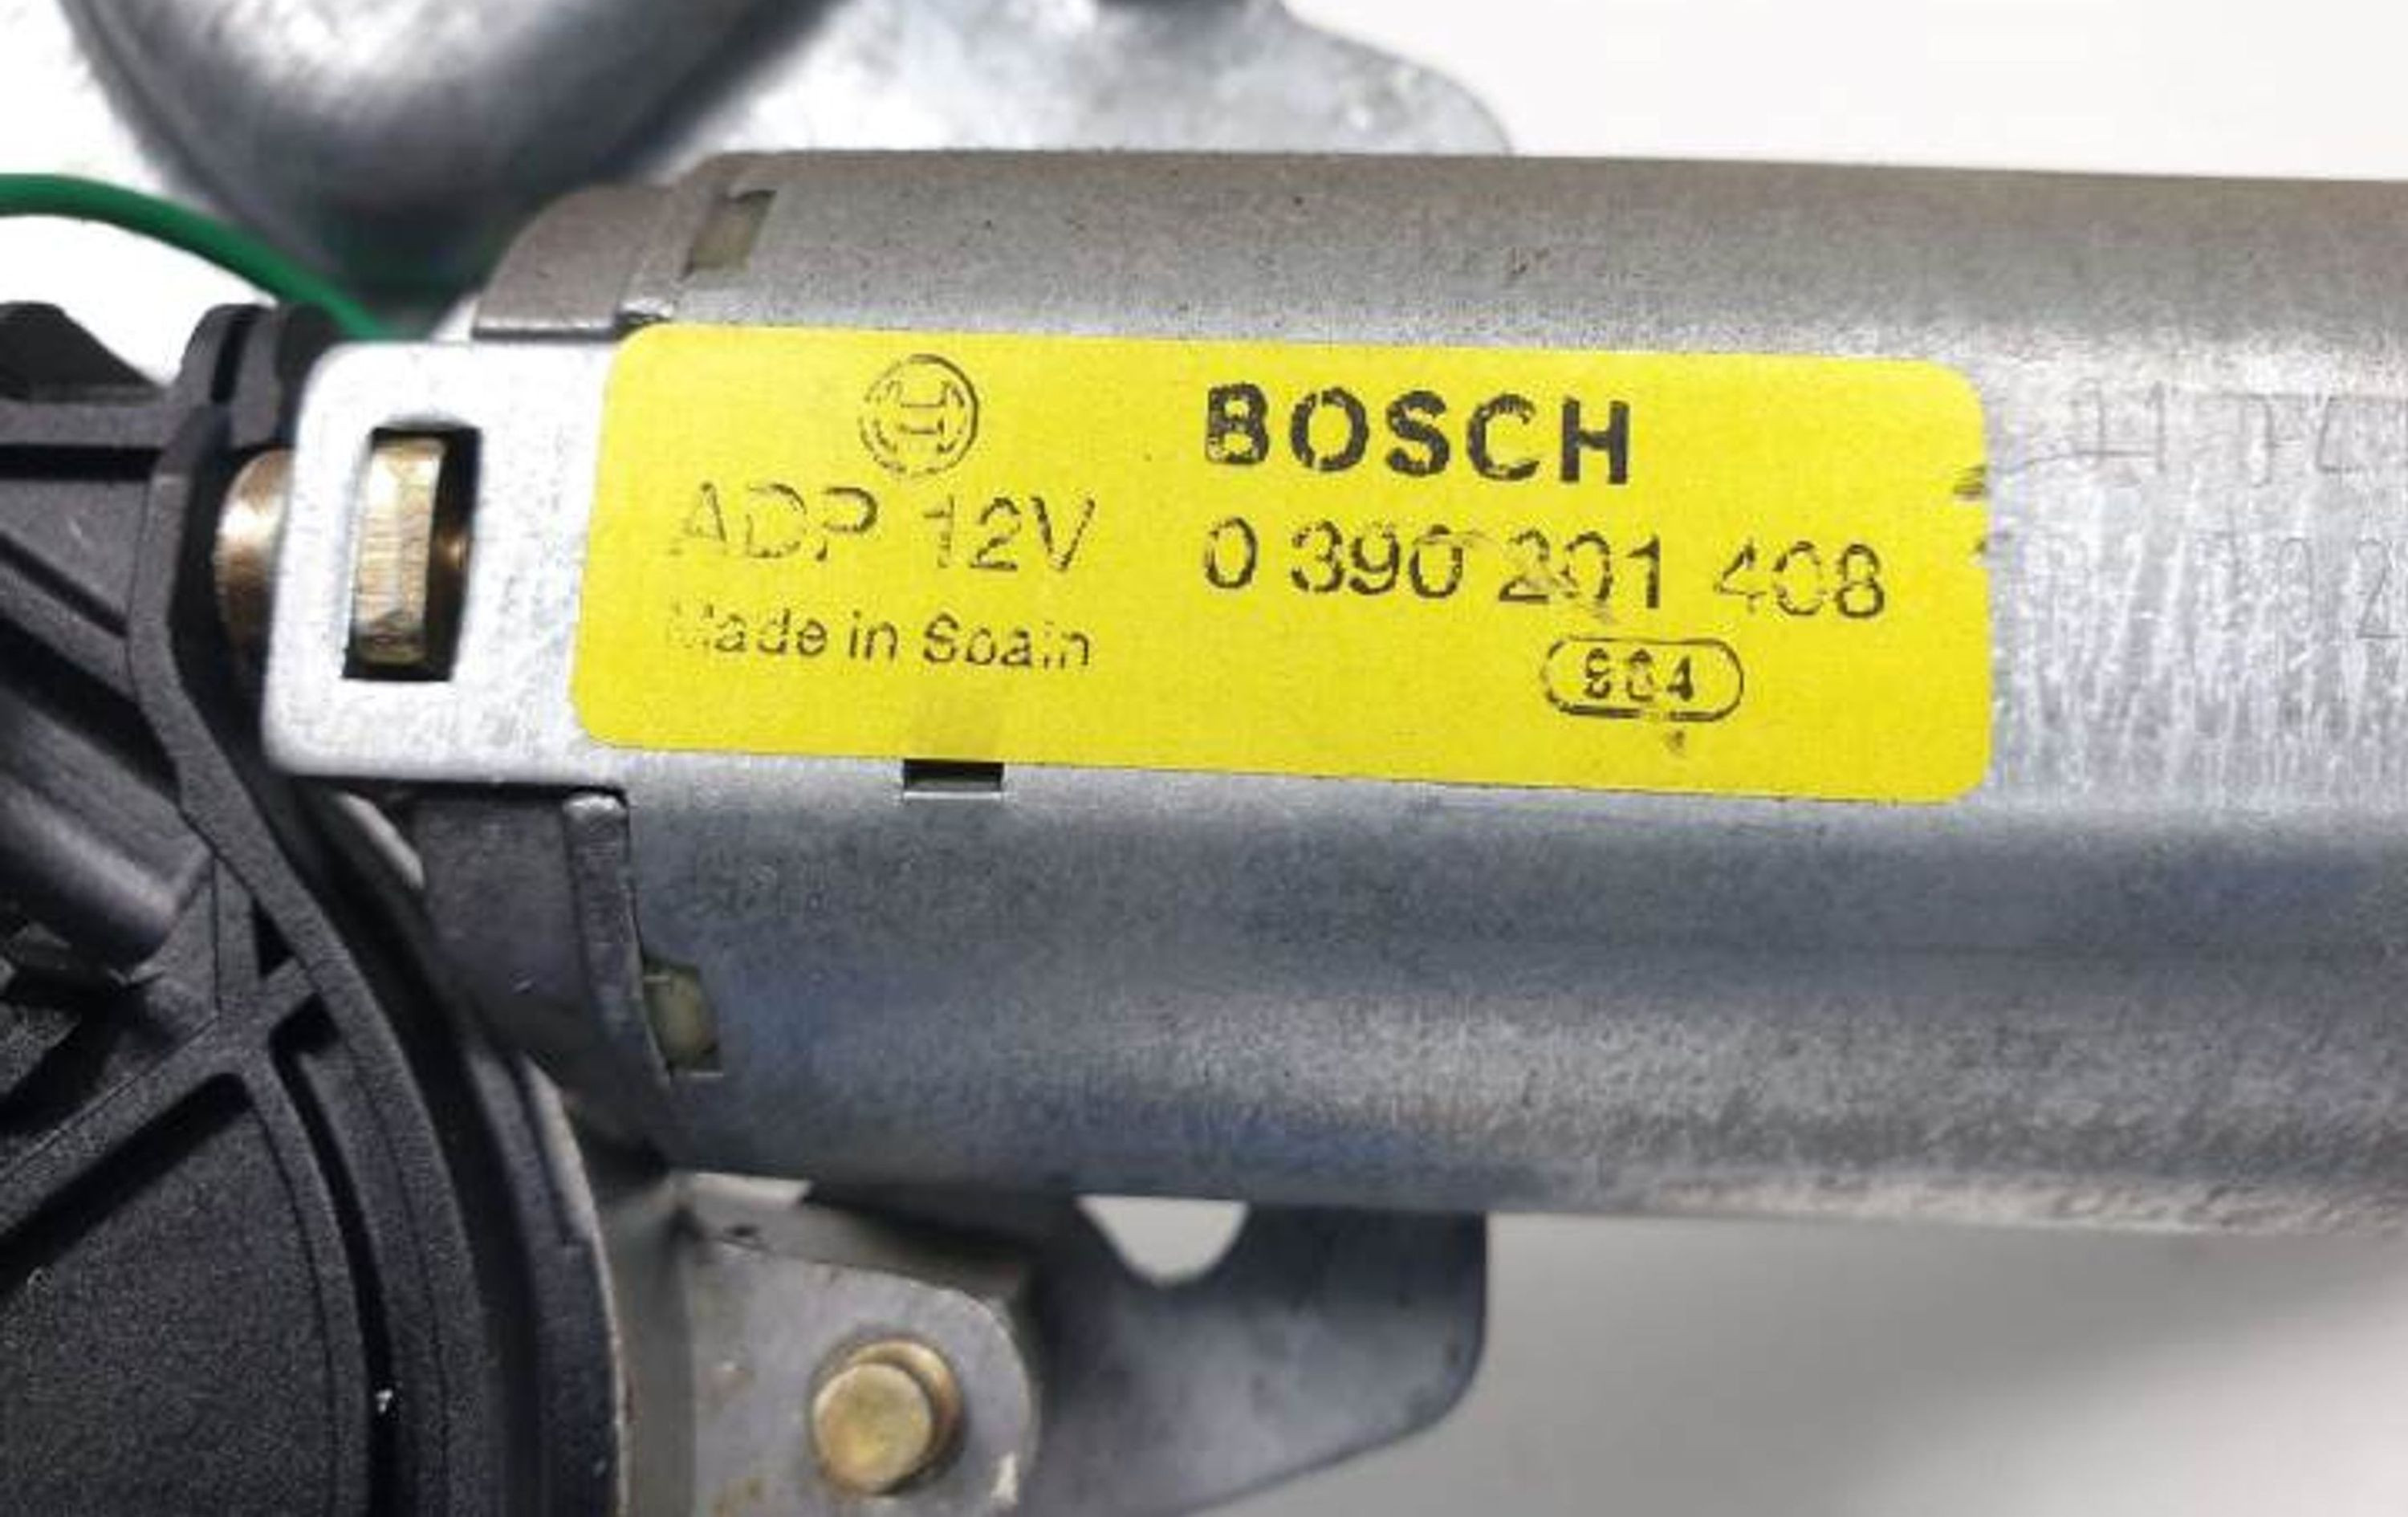 BOSCH
ADP 12V
0 390 201 408
Made in Spain